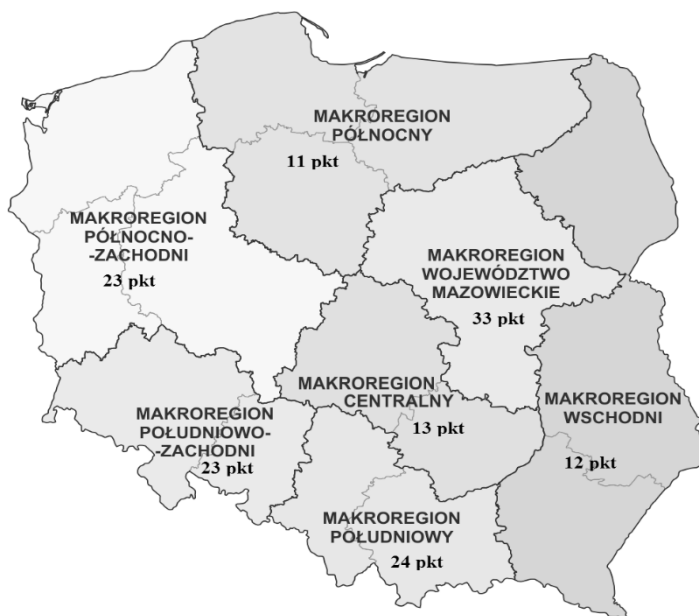 MAKROREGION
PÓŁNOCNY
11 pkt
MAKROREGION
PÓŁNOCNO-
-ZACHODNI
23 pkt
MAKROREGION
WOJEWÓDZTWO
MAZOWIECKIE
33 pkt
MAKROREGION
CENTRALNY
13 pkt
MAKROREGION
WSCHODNI
12 pkt
MAKROREGION
POŁUDNIOWO-
-ZACHODNI
23 pkt
MAKROREGION
POŁUDNIOWY
24 pkt